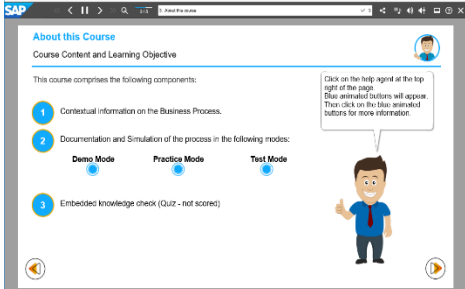 SAP
3. About the course
About this Course
Course Content and Learning Objective
This course comprises the following components:
1
Contextual information on the Business Process.
2
Documentation and Simulation of the process in the following modes:
Demo Mode
Practice Mode
Test Mode
3
Embedded knowledge check (Quiz - not scored)
Click on the help agent at the top
right of the page.
Blue animated buttons will appear.
Then click on the blue animated
buttons for more information.